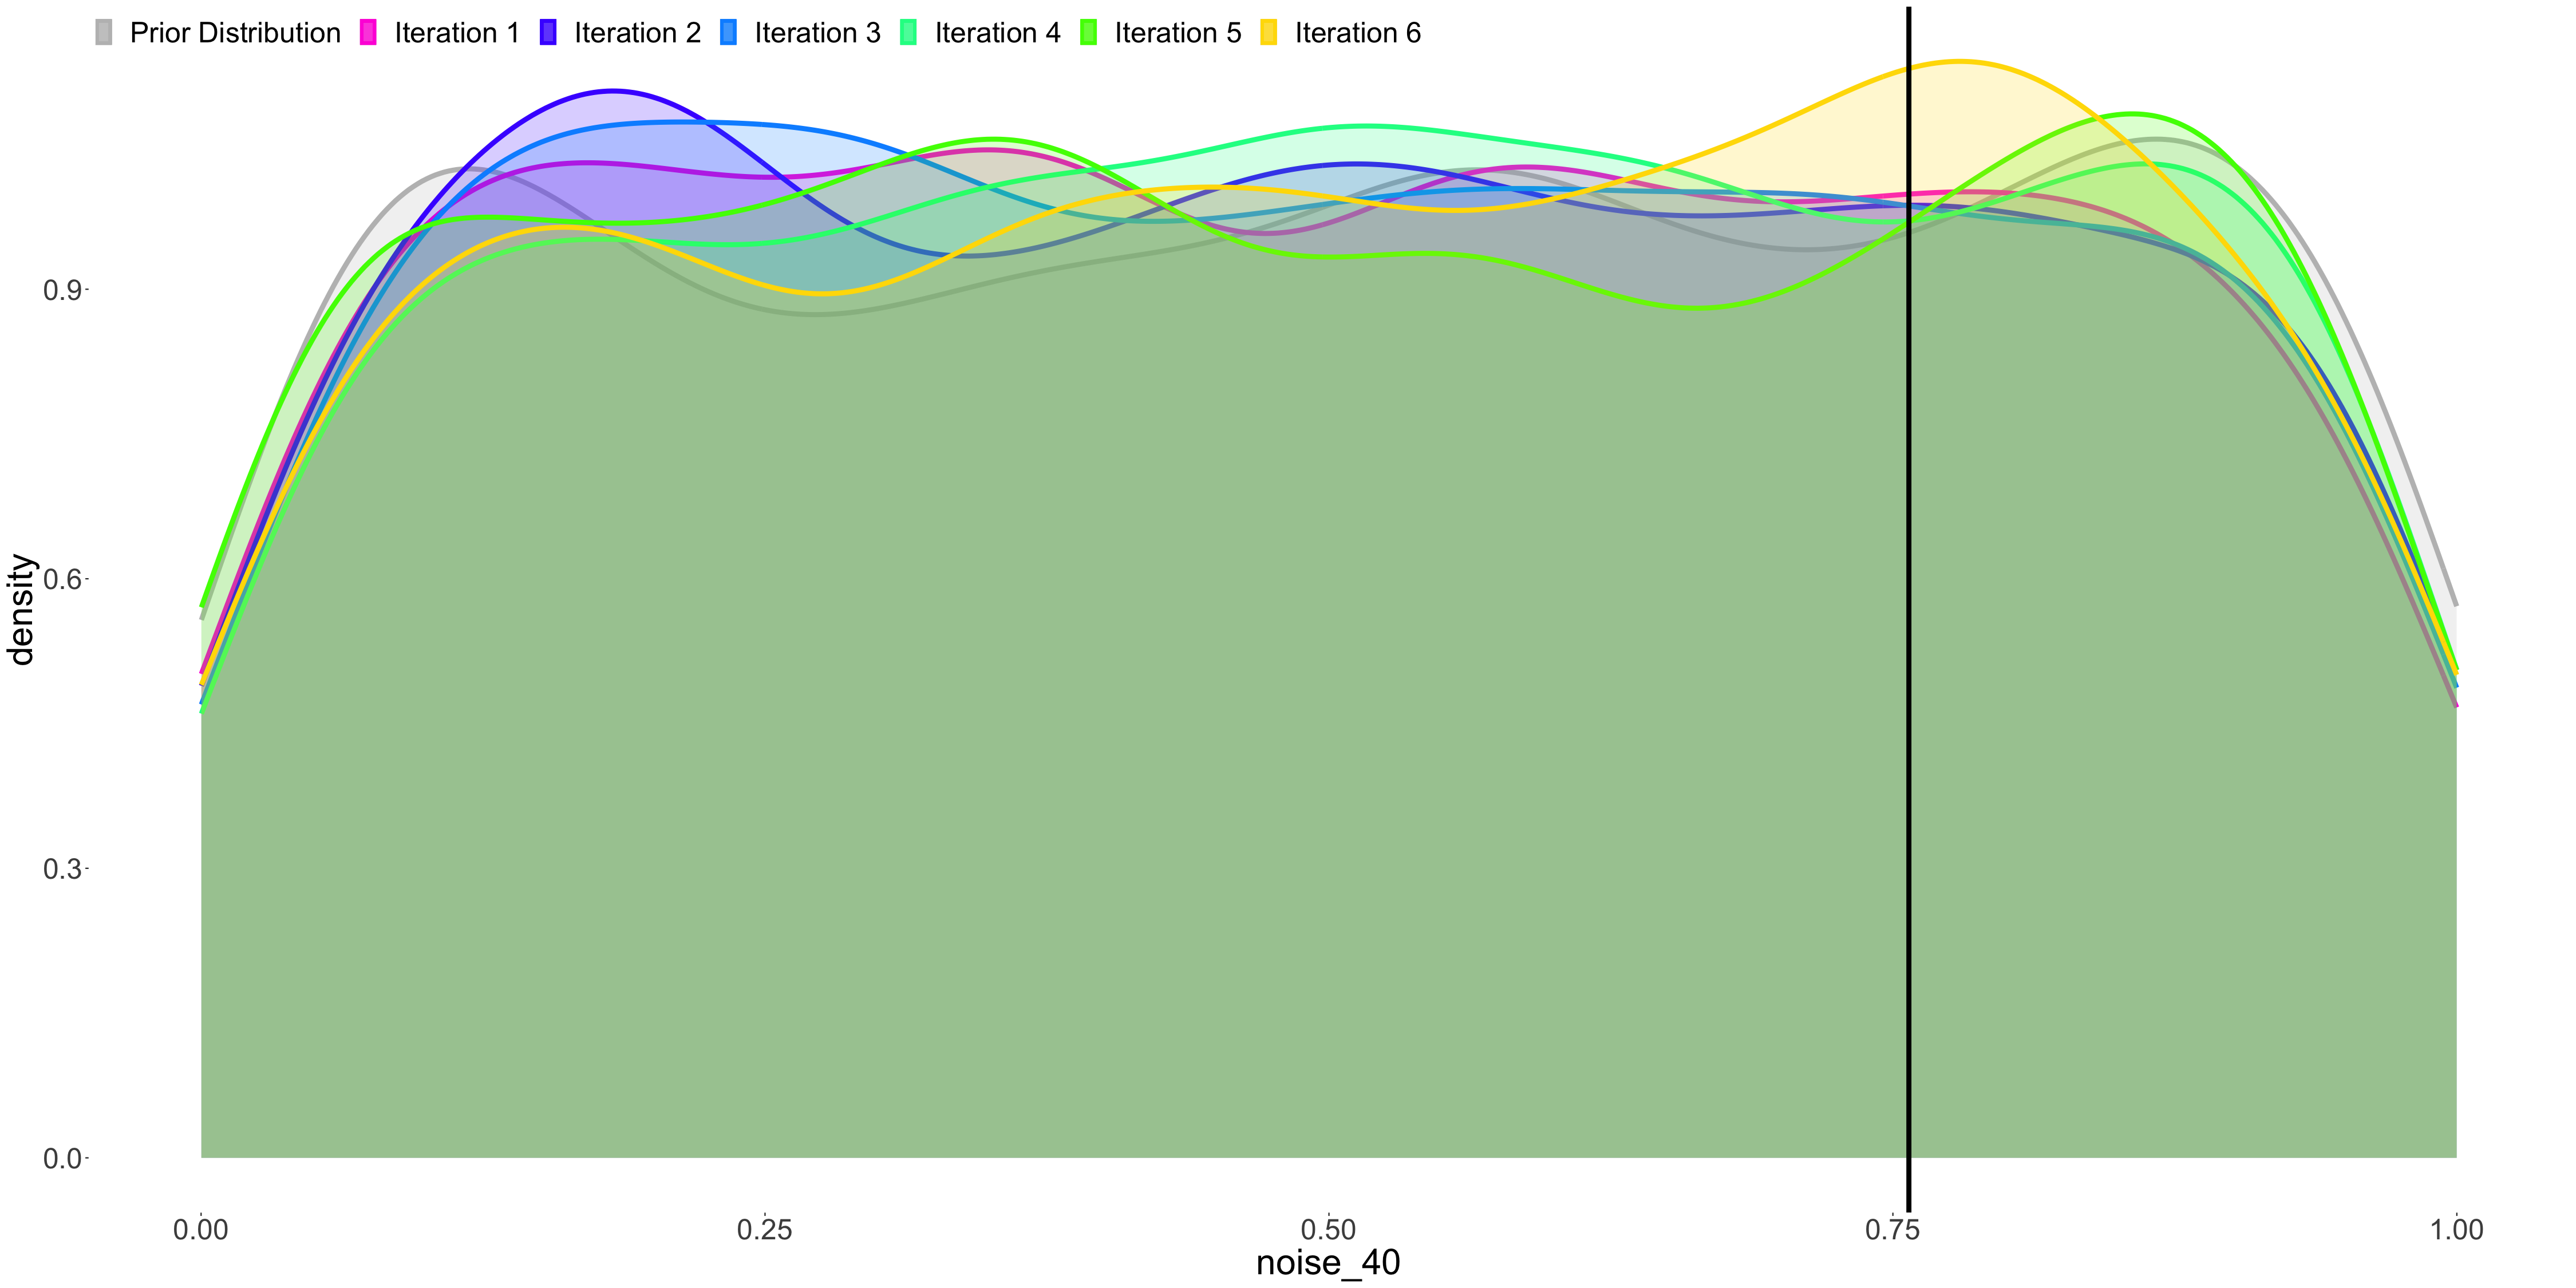 Prior Distribution Iteration 1 Iteration 2 Iteration 3 Iteration 4 Iteration 5 Iteration 6
density
0.9
0.6
0.3
0.0
0.00 0.25 0.50 0.75 1.00
noise_40